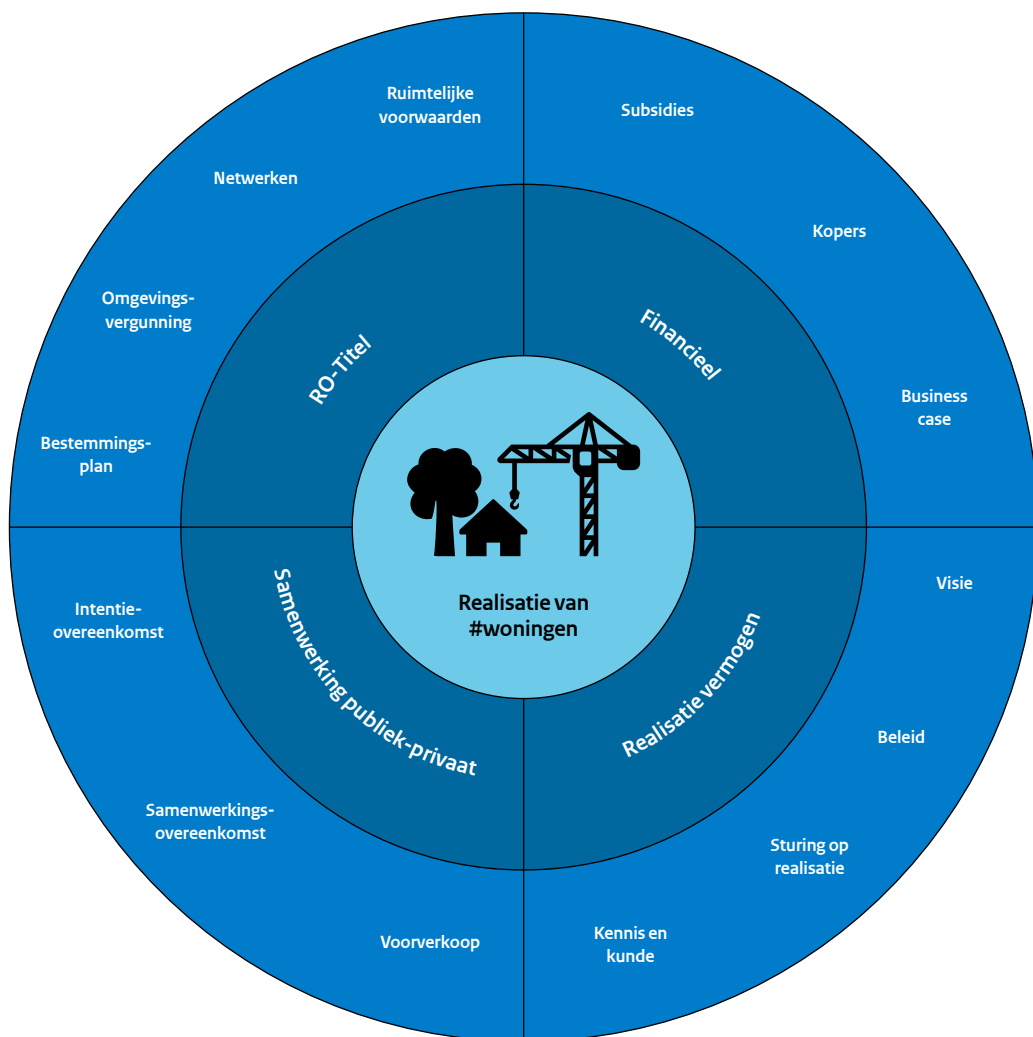 Ruimtelijke
voorwaarden
Subsidies
Netwerken
Kopers
Omgevings-
vergunning
RO-Titel
Financieel
Business
case
Bestemmings-
plan
Realisatie van
#woningen
Intentie-
overeenkomst
Samenwerking publiek-privaat
Realisatie vermogen
Visie
Beleid
Samenwerkings-
overeenkomst
Sturing op
realisatie
Voorverkoop
Kennis en
kunde